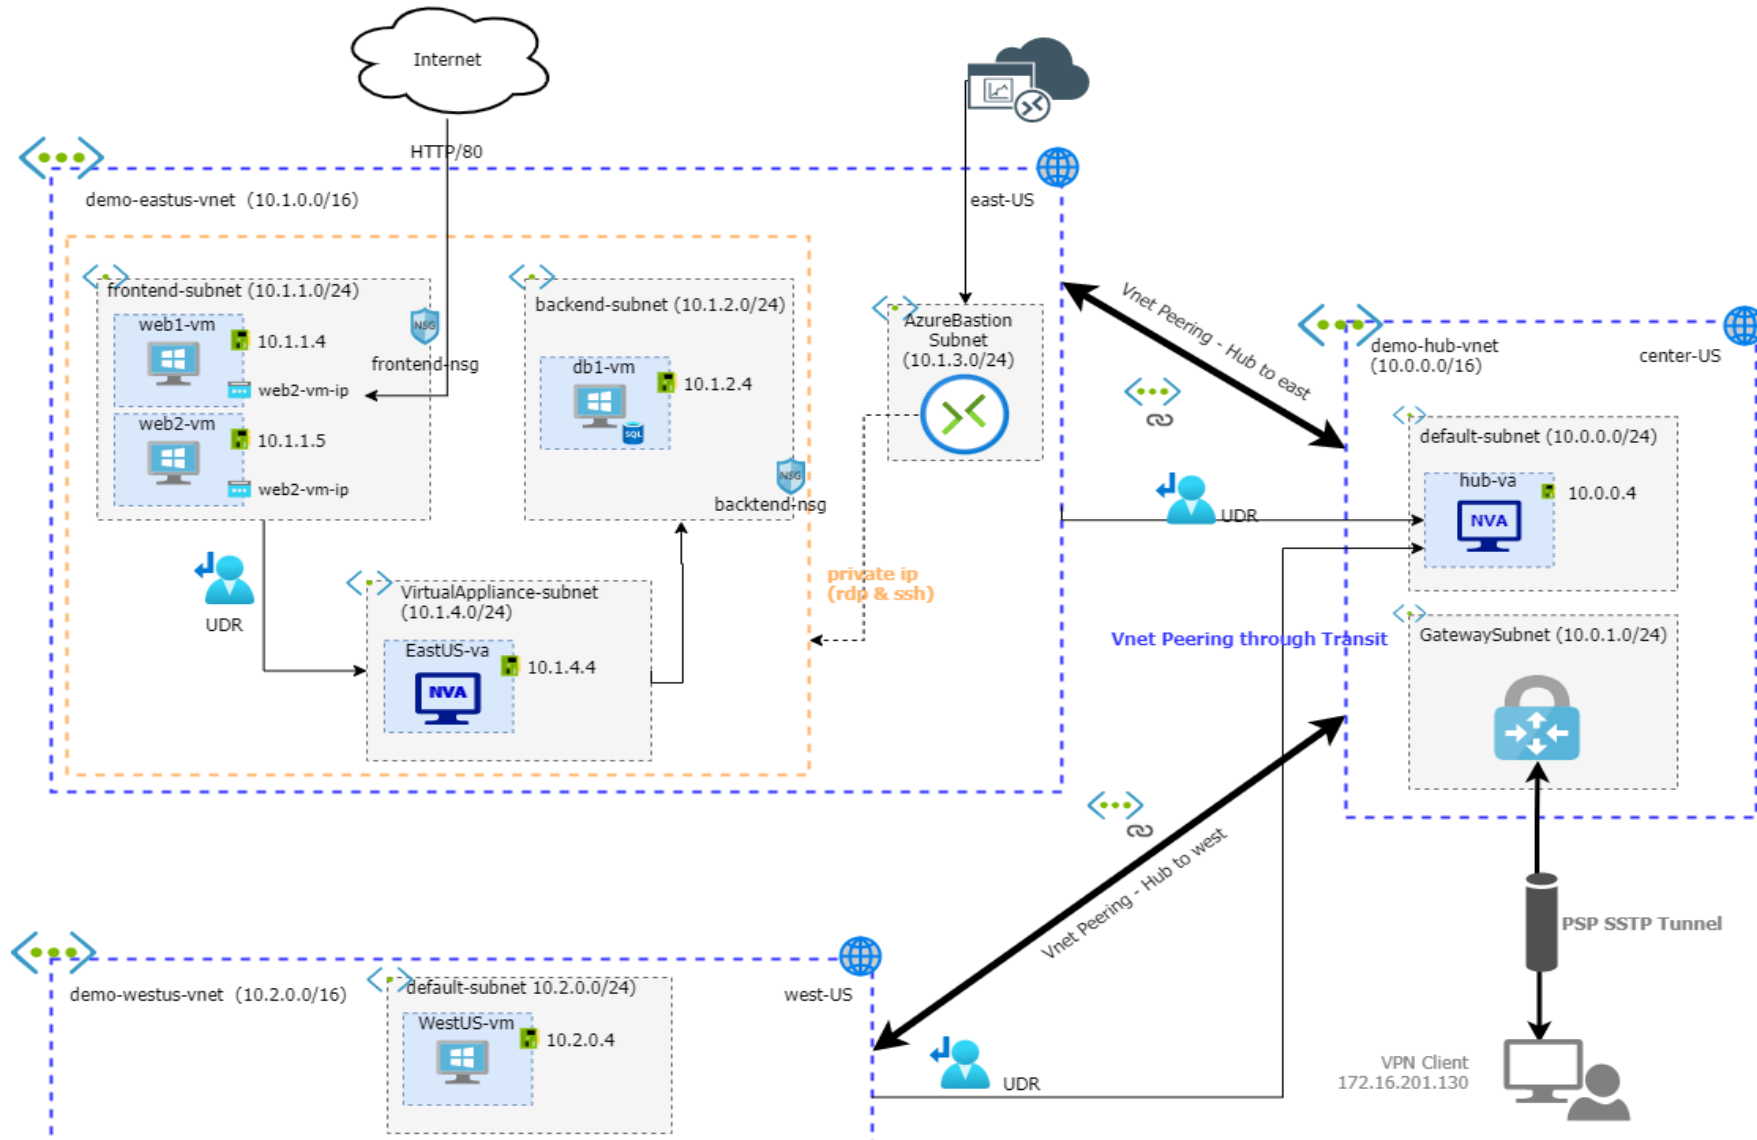 Internet
HTTP/80
demo-eastus-vnet  (10.1.0.0/16)
east-US
frontend-subnet (10.1.1.0/24)
web1-vm
10.1.1.4
NSG
frontend-nsg
web2-vm-ip
web2-vm
10.1.1.5
web2-vm-ip
backend-subnet (10.1.2.0/24)
db1-vm
10.1.2.4
SQL
NSG
backtend-nsg
AzureBastion
Subnet
(10.1.3.0/24)
private ip
(rdp & ssh)
UDR
VirtualAppliance-subnet
(10.1.4.0/24)
EastUS-va
10.1.4.4
NVA
Vnet Peering - Hub to east
UDR
demo-hub-vnet
(10.0.0.0/16)
center-US
default-subnet (10.0.0.0/24)
hub-va
10.0.0.4
NVA
Vnet Peering through Transit
GatewaySubnet (10.0.1.0/24)
Vnet Peering - Hub to west
PSP SSTP Tunnel
VPN Client
172.16.201.130
demo-westus-vnet  (10.2.0.0/16)
west-US
default-subnet 10.2.0.0/24)
WestUS-vm
10.2.0.4
UDR